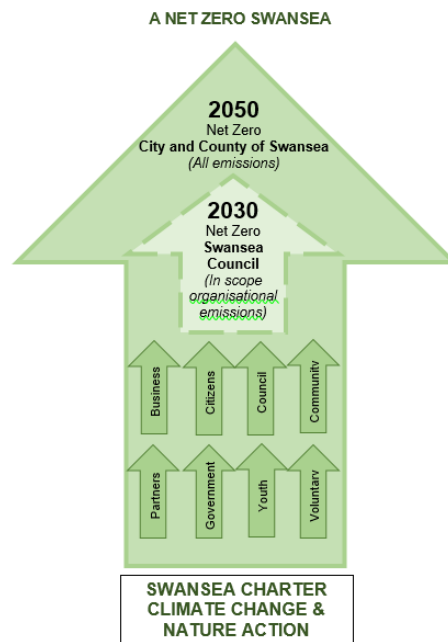 A NET ZERO SWANSEA
2050
Net Zero
City and County of Swansea
(All emissions)
2030
Net Zero
Swansea
Council
(In scope
organisational
emissions)
Business
Citizens
Council
Community
Partners
Government
Youth
Voluntary
SWANSEA CHARTER
CLIMATE CHANGE &
NATURE ACTION